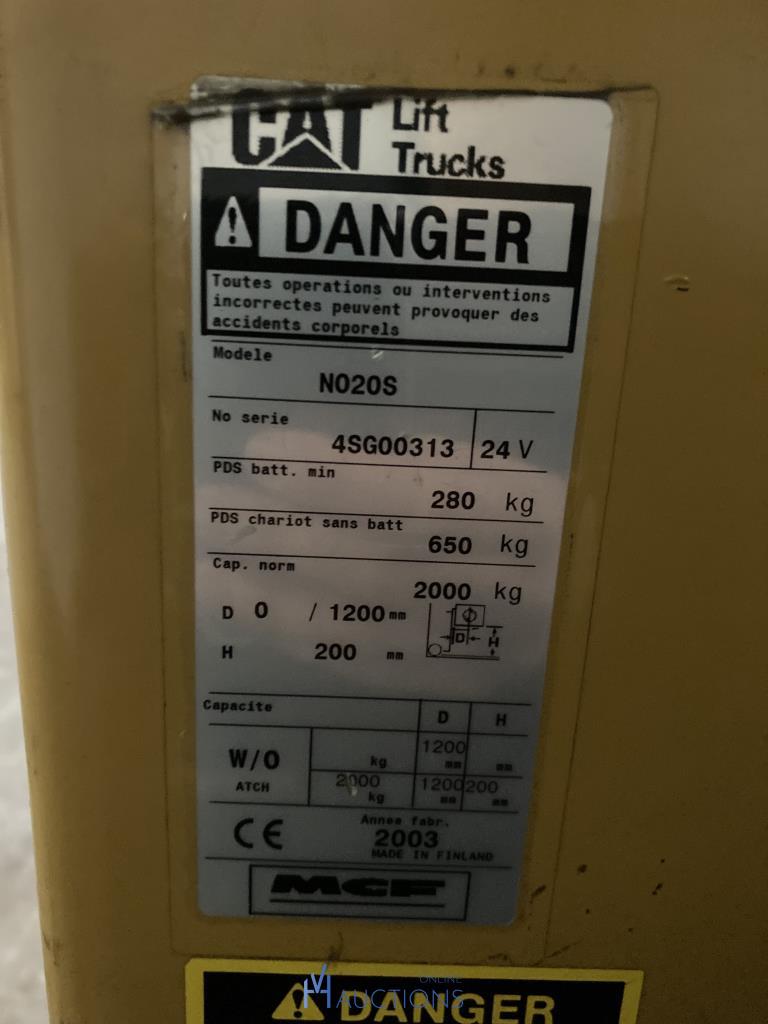 CAT Lift
Trucks
DANGER
Toutes operations ou interventions
incorrectes peuvent provoquer des
accidents corporels
Modele
NO20S
No serie
4SG00313 24 V
PDS batt. min
280 kg
PDS chariot sans batt
650 kg
Cap. norm
2000 kg
D 0 / 1200 mm
D H
H 200 mm
Capacite D H
W/O kg 1200 mm mm
ATCH 2000 kg 1200 mm 200 mm
CE
Annee fabr.
2003
MADE IN FINLAND
MCF
DANGER
VH ONLINE
AUCTIONS